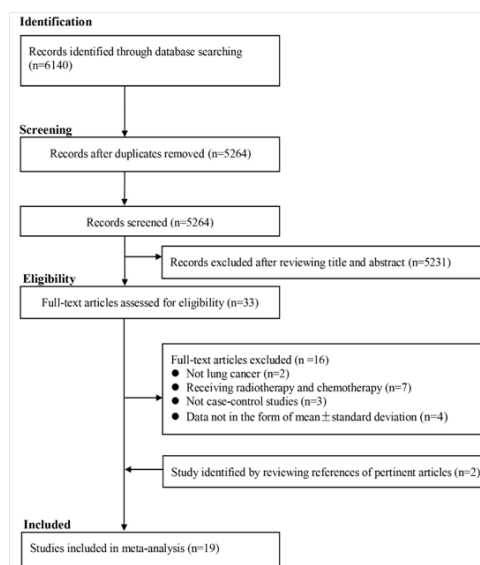 Identification
Records identified through database searching
(n=6140)
Screening
Records after duplicates removed (n=5264)
Records screened (n=5264)
Records excluded after reviewing title and abstract (n=5231)
Eligibility
Full-text articles assessed for eligibility (n=33)
Full-text articles excluded (n =16)
● Not lung cancer (n=2)
● Receiving radiotherapy and chemotherapy (n=7)
● Not case-control studies (n=3)
● Data not in the form of mean±standard deviation (n=4)
Study identified by reviewing references of pertinent articles (n=2)
Included
Studies included in meta-analysis (n=19)